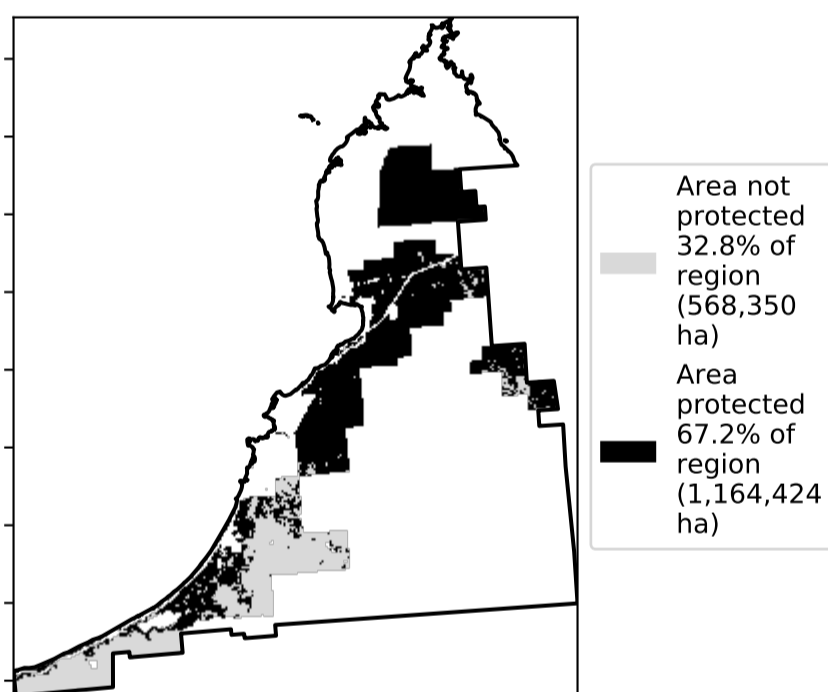 Area not
protected
32.8% of
region
(568,350
ha)
Area
protected
67.2% of
region
(1,164,424
ha)